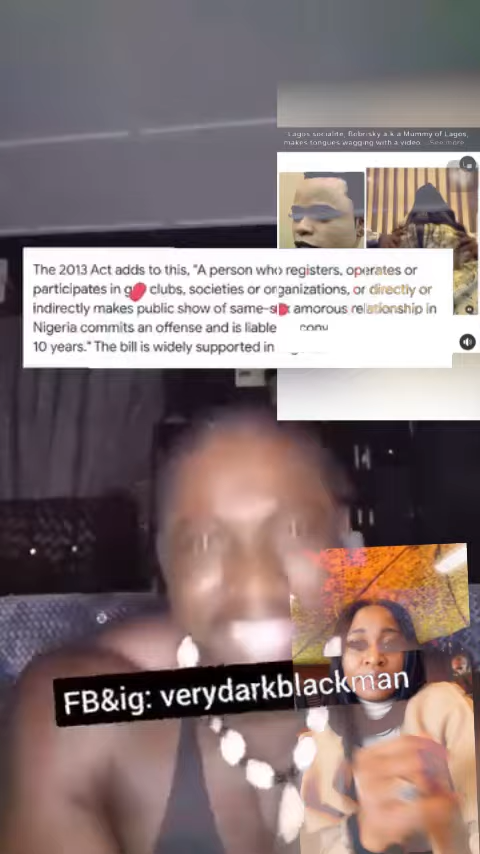 Lagos socialite, Bobrisky a.k.a Mummy of Lagos,
makes tongues wagging with a video... See more
The 2013 Act adds to this, "A person who registers, operates or
participates in g clubs, societies or organizations, or directly or
indirectly makes public show of same-s x amorous relationship in
Nigeria commits an offense and is liable
10 years." The bill is widely supported in
FB&ig: verydarkblackman